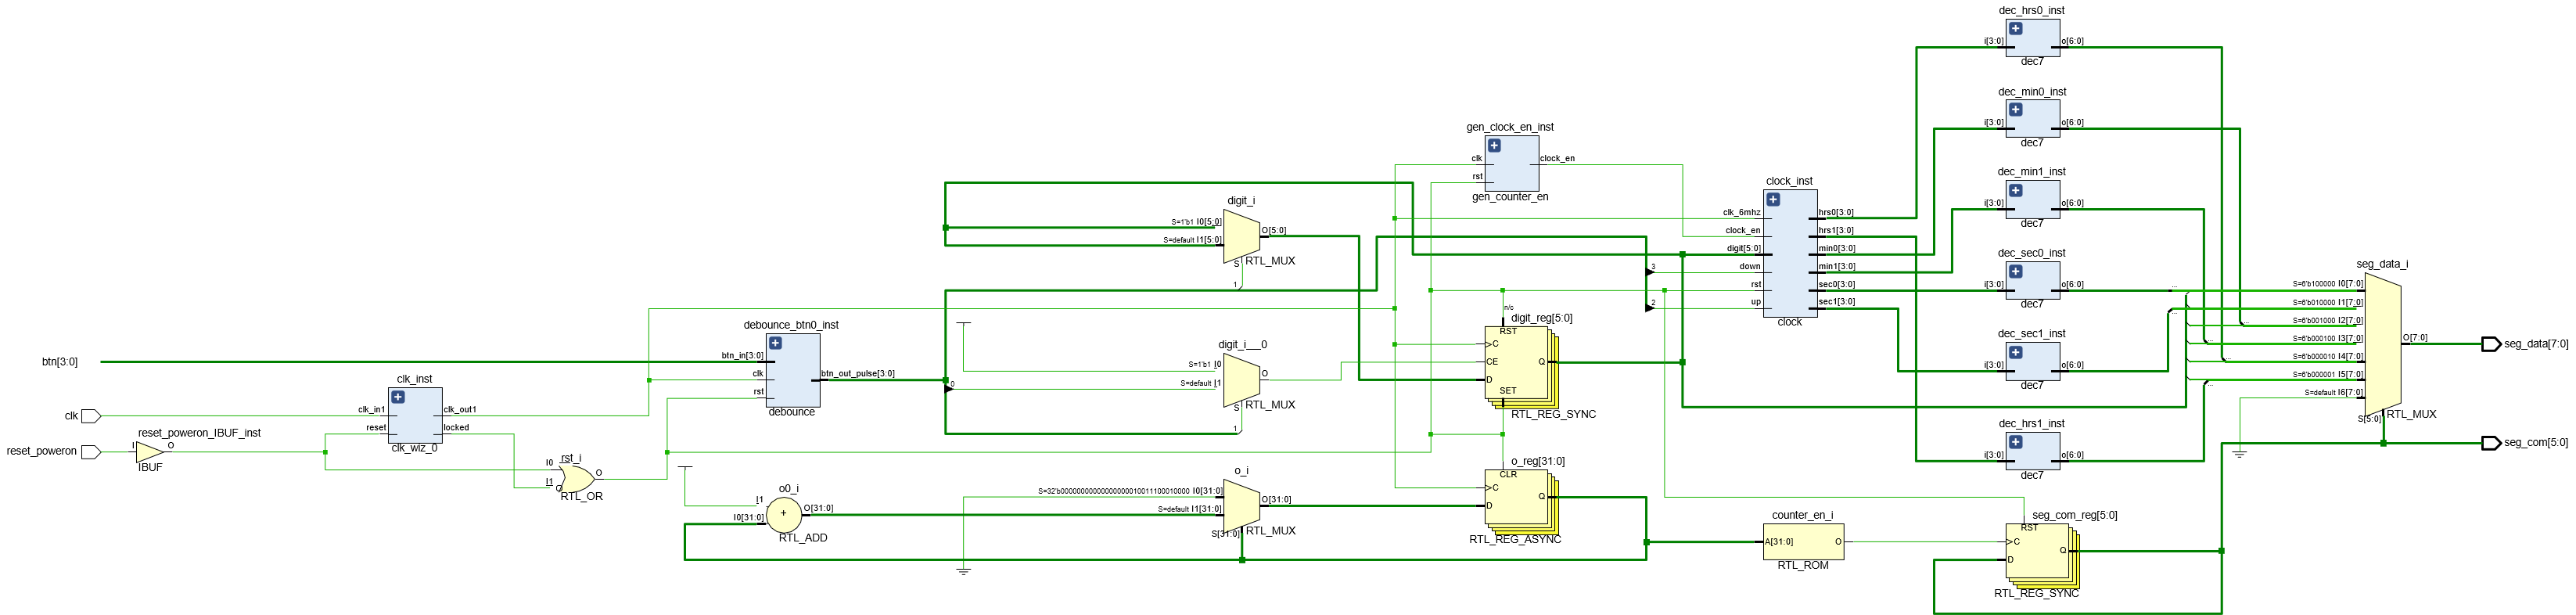 btn[3:0]
clk
reset_poweron
reset_poweron_IBUF_inst
I
O
IBUF
clk_inst
clk_in1
clk_out1
reset
locked
clk_wiz_0
rst_i
I0
I1
O
O
RTL_OR
debounce_btn0_inst
btn_in[3:0]
clk
btn_out_pulse[3:0]
rst
debounce
o0_i
I1
I0[31:0]
+
O[31:0]
RTL_ADD
0
digit_i
S=1'b1 I0[5:0]
S=default I1[5:0]
O[5:0]
S
RTL_MUX
1
digit_i__0
S=1'b1 I0
S=default I1
O
S
RTL_MUX
1
o_i
S=32'b00000000000000000010011100010000 I0[31:0]
S=default I1[31:0]
O[31:0]
S[31:0]
RTL_MUX
gen_clock_en_inst
clk
clock_en
rst
gen_counter_en
n/c
digit_reg[5:0]
RST
C
CE
Q
D
SET
RTL_REG_SYNC
o_reg[31:0]
CLR
C
Q
D
RTL_REG_ASYNC
3
2
clock_inst
clk_6mhz
hrs0[3:0]
clock_en
hrs1[3:0]
digit[5:0]
min0[3:0]
down
min1[3:0]
rst
sec0[3:0]
up
sec1[3:0]
clock
counter_en_i
A[31:0]
O
RTL_ROM
dec_hrs0_inst
i[3:0]
o[6:0]
dec7
dec_min0_inst
i[3:0]
o[6:0]
dec7
dec_min1_inst
i[3:0]
o[6:0]
dec7
dec_sec0_inst
i[3:0]
o[6:0]
dec7
dec_sec1_inst
i[3:0]
o[6:0]
dec7
dec_hrs1_inst
i[3:0]
o[6:0]
dec7
seg_com_reg[5:0]
RST
C
Q
D
RTL_REG_SYNC
seg_data_i
S=6'b100000 I0[7:0]
S=6'b010000 I1[7:0]
S=6'b001000 I2[7:0]
S=6'b000100 I3[7:0]
S=6'b000010 I4[7:0]
S=6'b000001 I5[7:0]
S=default I6[7:0]
O[7:0]
S[5:0]
RTL_MUX
seg_data[7:0]
seg_com[5:0]